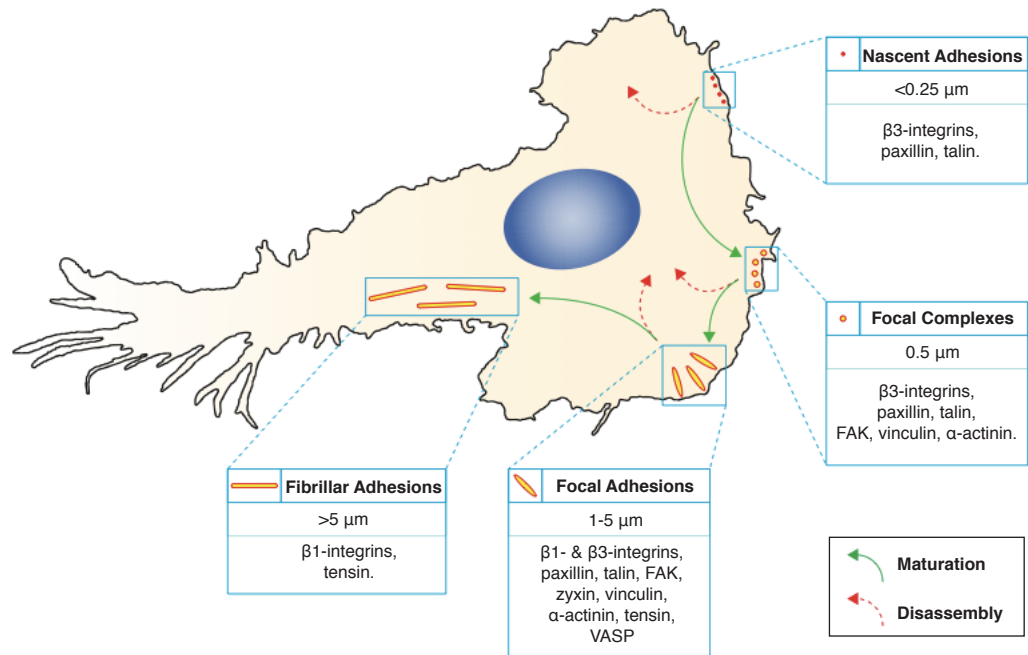 Nascent Adhesions
<0.25 µm
β3-integrins,
paxillin, talin.
Focal Complexes
0.5 µm
β3-integrins,
paxillin, talin,
FAK, vinculin, α-actinin.
Fibrillar Adhesions
>5 µm
β1-integrins,
tensin.
Focal Adhesions
1-5 µm
β1- & β3-integrins,
paxillin, talin, FAK,
zyxin, vinculin,
α-actinin, tensin,
VASP
Maturation
Disassembly